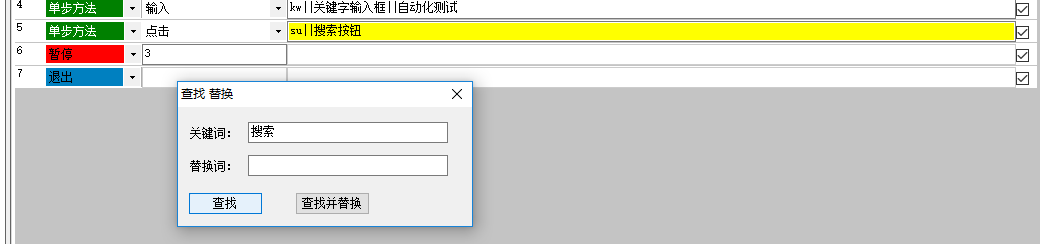 4 单步方法 输入 kw||关键字输入框||自动化测试
5 单步方法 点击 su||搜索按钮
6 暂停 3
7 退出
查找 替换
关键词： 搜索
替换词：
查找 查找并替换